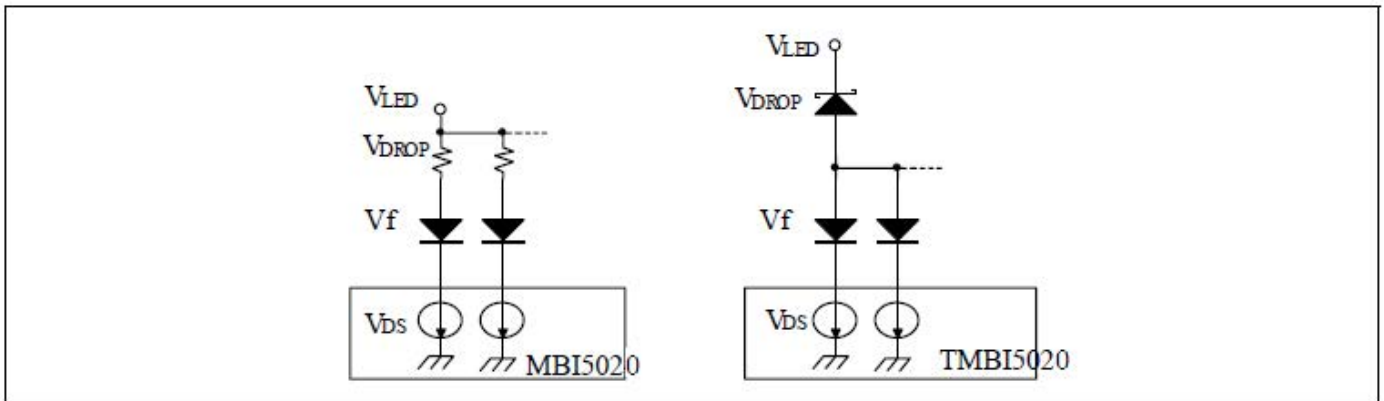 VLED
VDROP
Vf
VDS
MBI5020
VLED
VDROP
Vf
VDS
TMBI5020